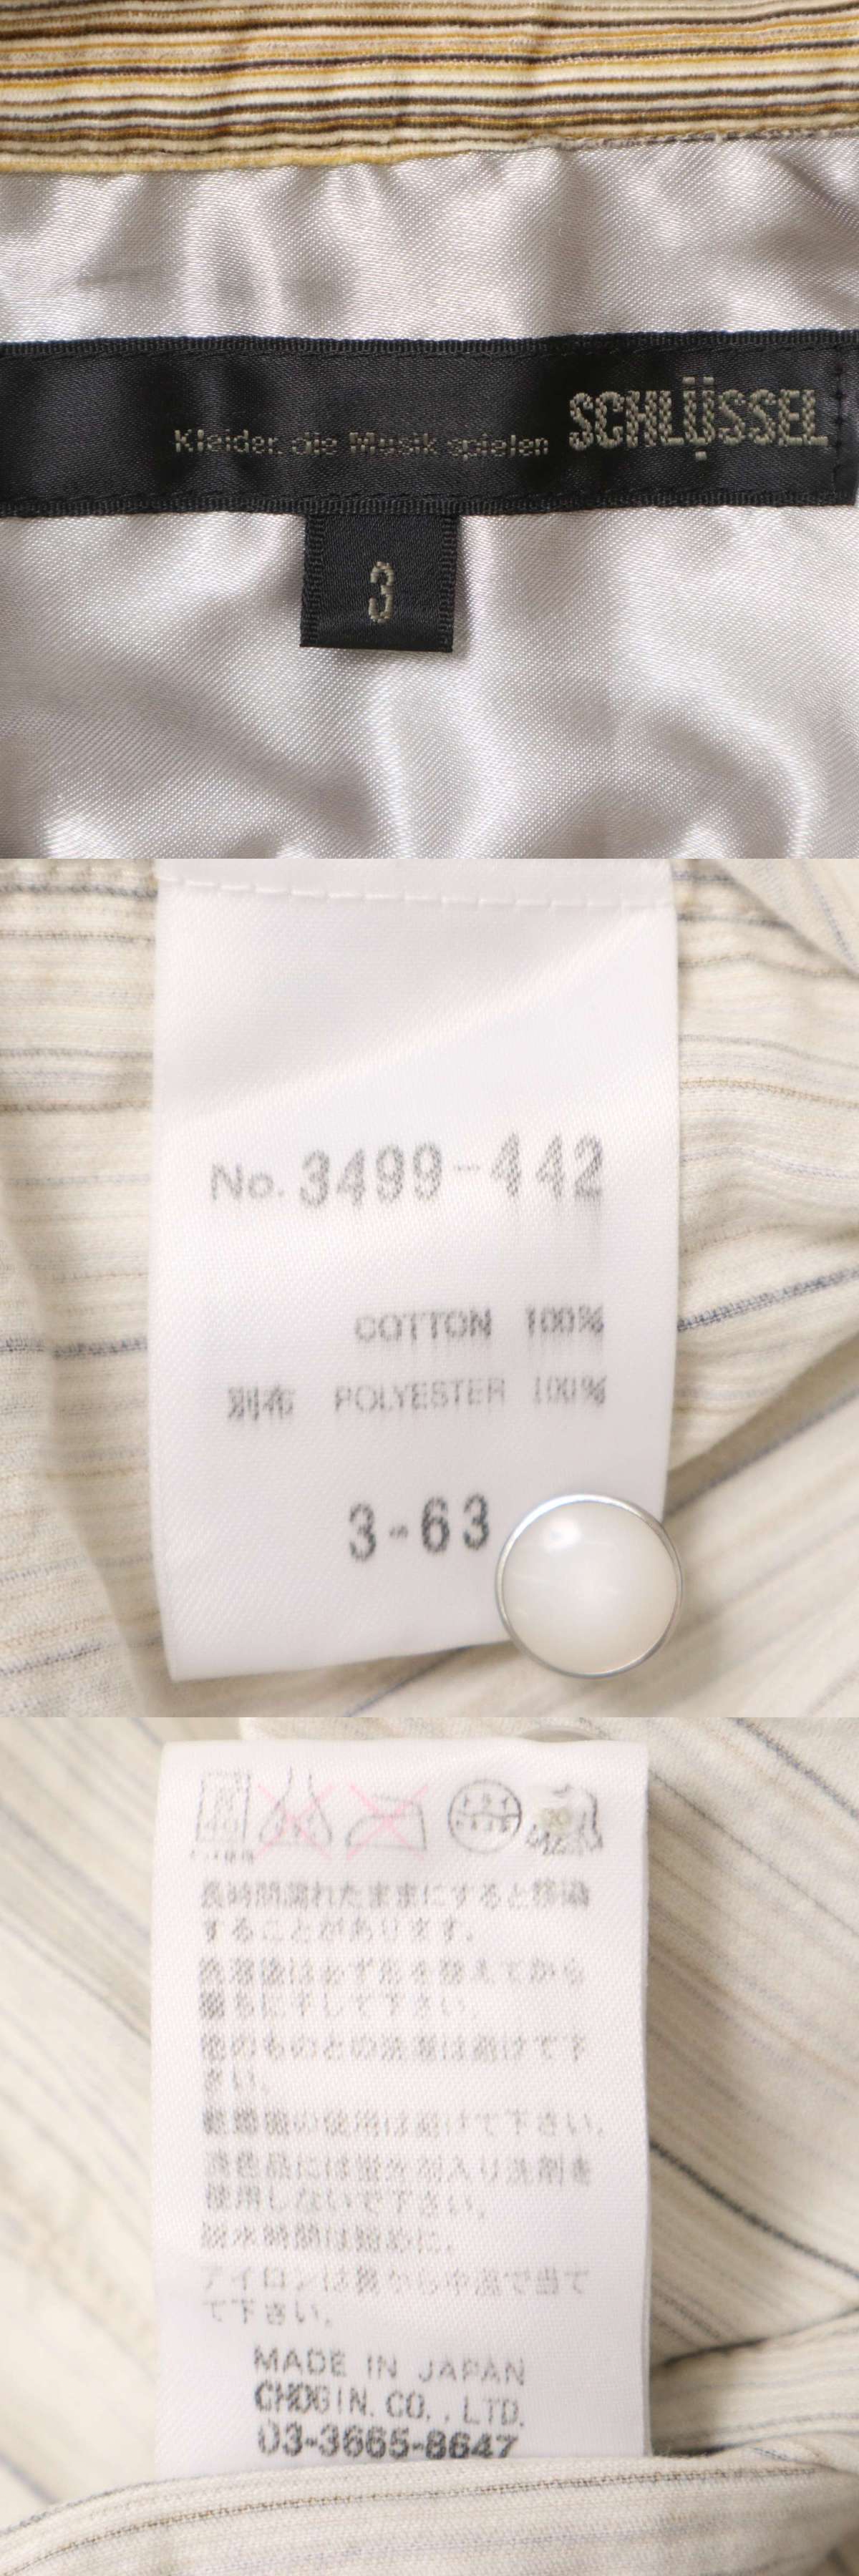 Kleider, die Musik spielen SCHLÜSSEL
3
No. 3499-442
COTTON 100%
別布 POLYESTER 100%
3-63
長時間濡れたままにすると移染
することがあります。
洗濯後は必ず形を整えてから
直ちに干して下さい。
他のものとの洗濯は避けて下
さい。
乾燥機の使用は避けて下さい。
淡色品には蛍光剤入り洗剤を
使用しないで下さい。
脱水時間は短めに。
アイロンは裏から中温で当て
て下さい。
MADE IN JAPAN
CHOGIN. CO., LTD.
03-3665-8647